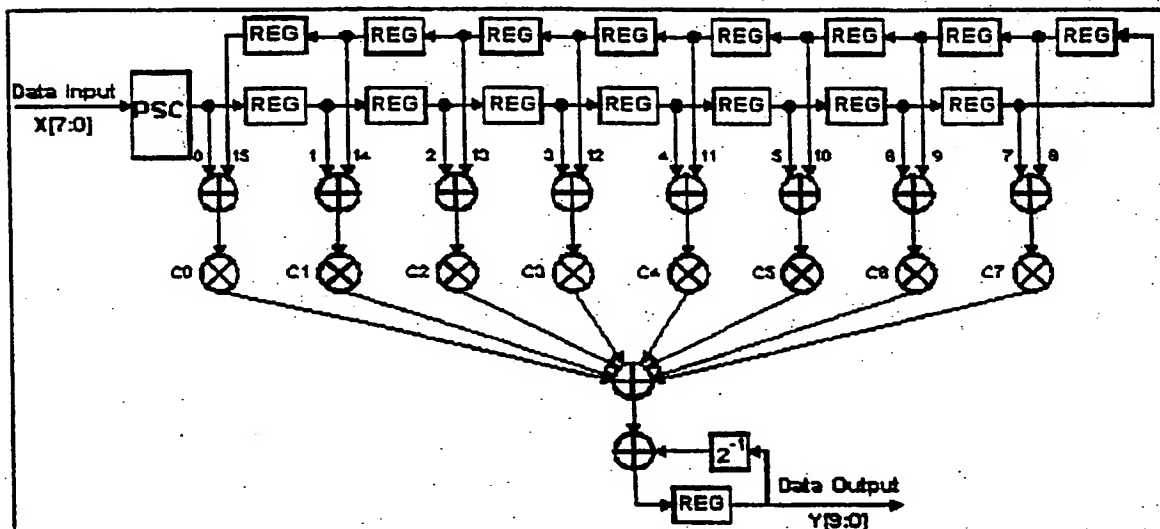 REG REG REG REG REG REG REG REG
Data Input
X[7:0]
PSC
REG REG REG REG REG REG REG
0 15 1 14 2 13 3 12 4 11 5 10 6 9 7 8
C0 C1 C2 C3 C4 C5 C6 C7
2⁻¹
REG
Data Output
Y[9:0]